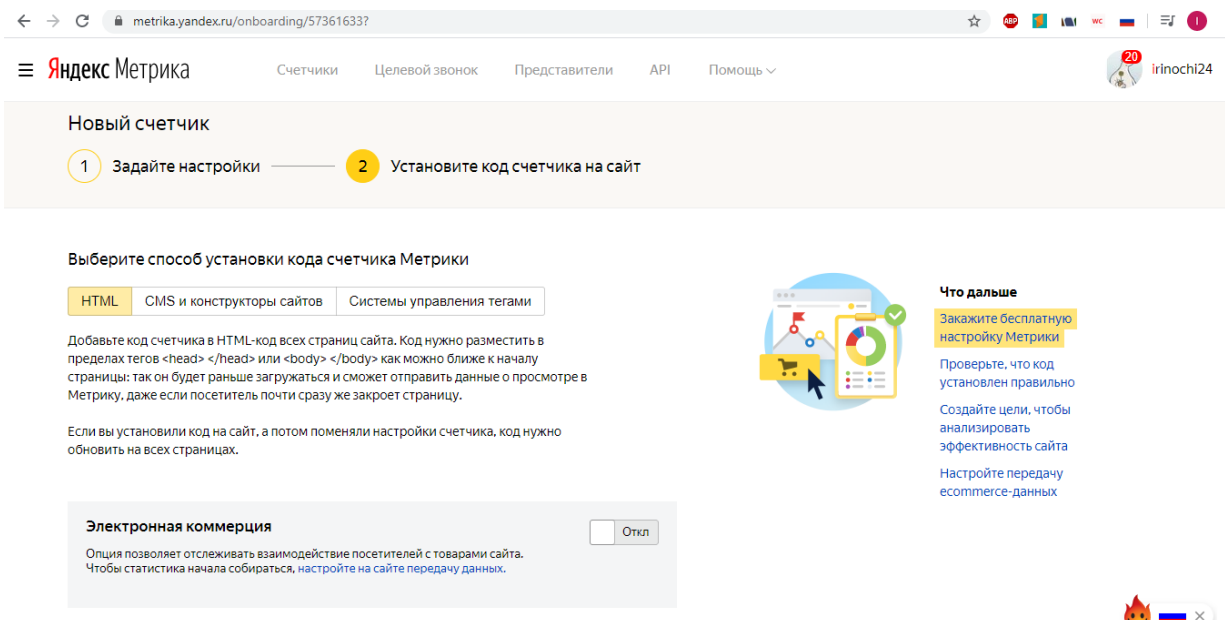 metrika.yandex.ru/onboarding/57361633?
ABP
WC
I
Яндекс Метрика
Счетчики
Целевой звонок
Представители
API
Помощь
20
irinochi24
Новый счетчик
1 Задайте настройки
2 Установите код счетчика на сайт
Выберите способ установки кода счетчика Метрики
HTML
CMS и конструкторы сайтов
Системы управления тегами
Добавьте код счетчика в HTML-код всех страниц сайта. Код нужно разместить в
пределах тегов <head> </head> или <body> </body> как можно ближе к началу
страницы: так он будет раньше загружаться и сможет отправить данные о просмотре в
Метрику, даже если посетитель почти сразу же закроет страницу.
Если вы установили код на сайт, а потом поменяли настройки счетчика, код нужно
обновить на всех страницах.
Электронная коммерция
Откл
Опция позволяет отслеживать взаимодействие посетителей с товарами сайта.
Чтобы статистика начала собираться, настройте на сайте передачу данных.
Что дальше
Закажите бесплатную
настройку Метрики
Проверьте, что код
установлен правильно
Создайте цели, чтобы
анализировать
эффективность сайта
Настройте передачу
ecommerce-данных